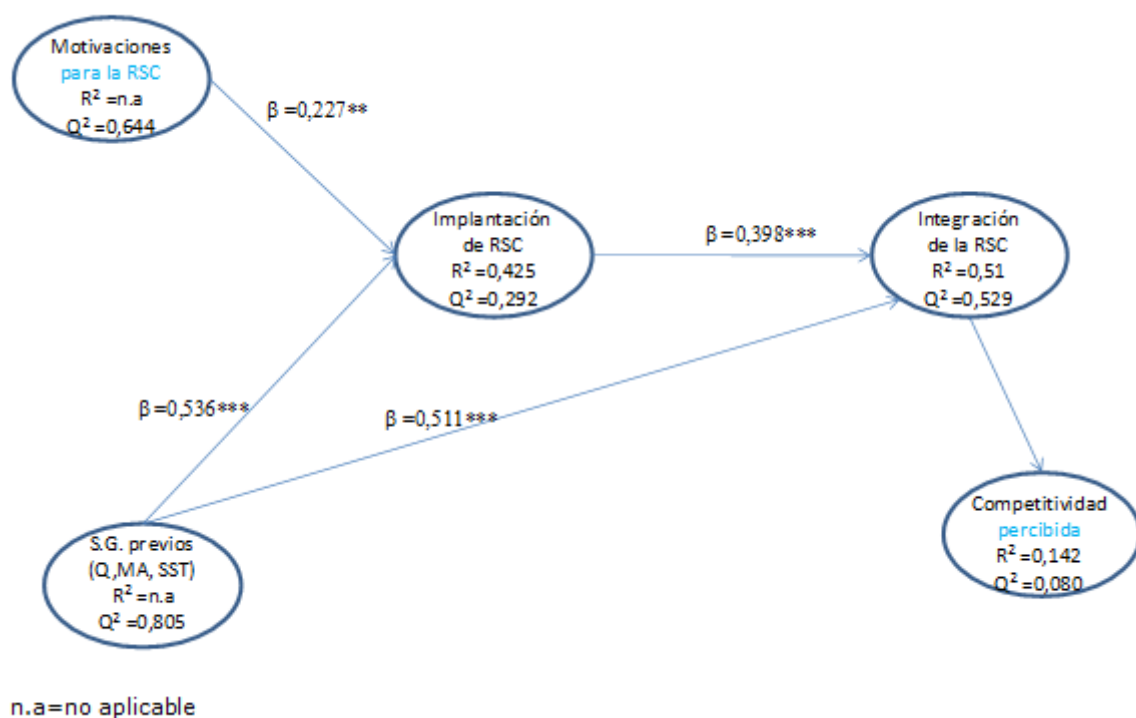 Motivaciones
para la RSC
R² =n.a
Q² =0,644
β =0,227**
Implantación
de RSC
R² =0,425
Q² =0,292
β =0,398***
Integración
de la RSC
R² =0,51
Q² =0,529
β =0,536***
β =0,511***
S.G. previos
(Q,MA, SST)
R² =n.a
Q² =0,805
Competitividad
percibida
R² =0,142
Q² =0,080
n.a=no aplicable